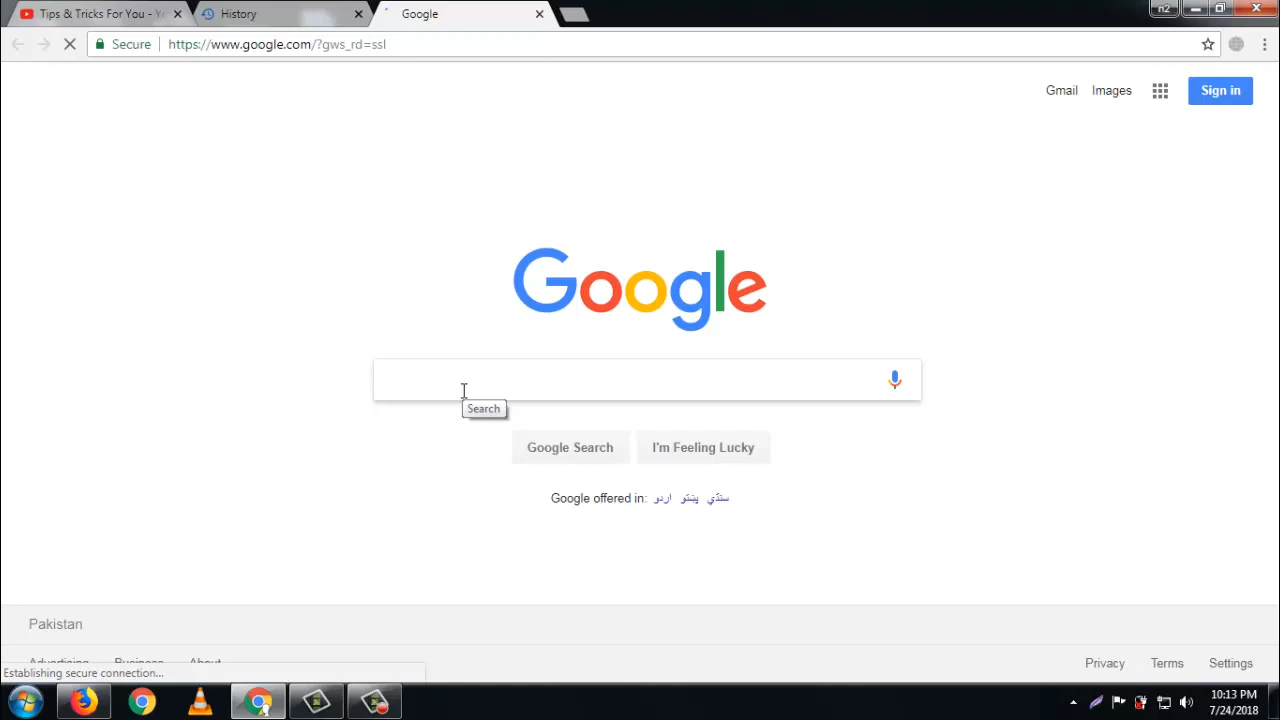 Tips & Tricks For You - Y
History
Google
n2
Secure
https://www.google.com/?gws_rd=ssl
Gmail
Images
Sign in
Google
Search
Google Search
I'm Feeling Lucky
Google offered in: اردو پښتو سنڌي
Pakistan
Advertising Business About
Privacy Terms Settings
Establishing secure connection...
10:13 PM
7/24/2018